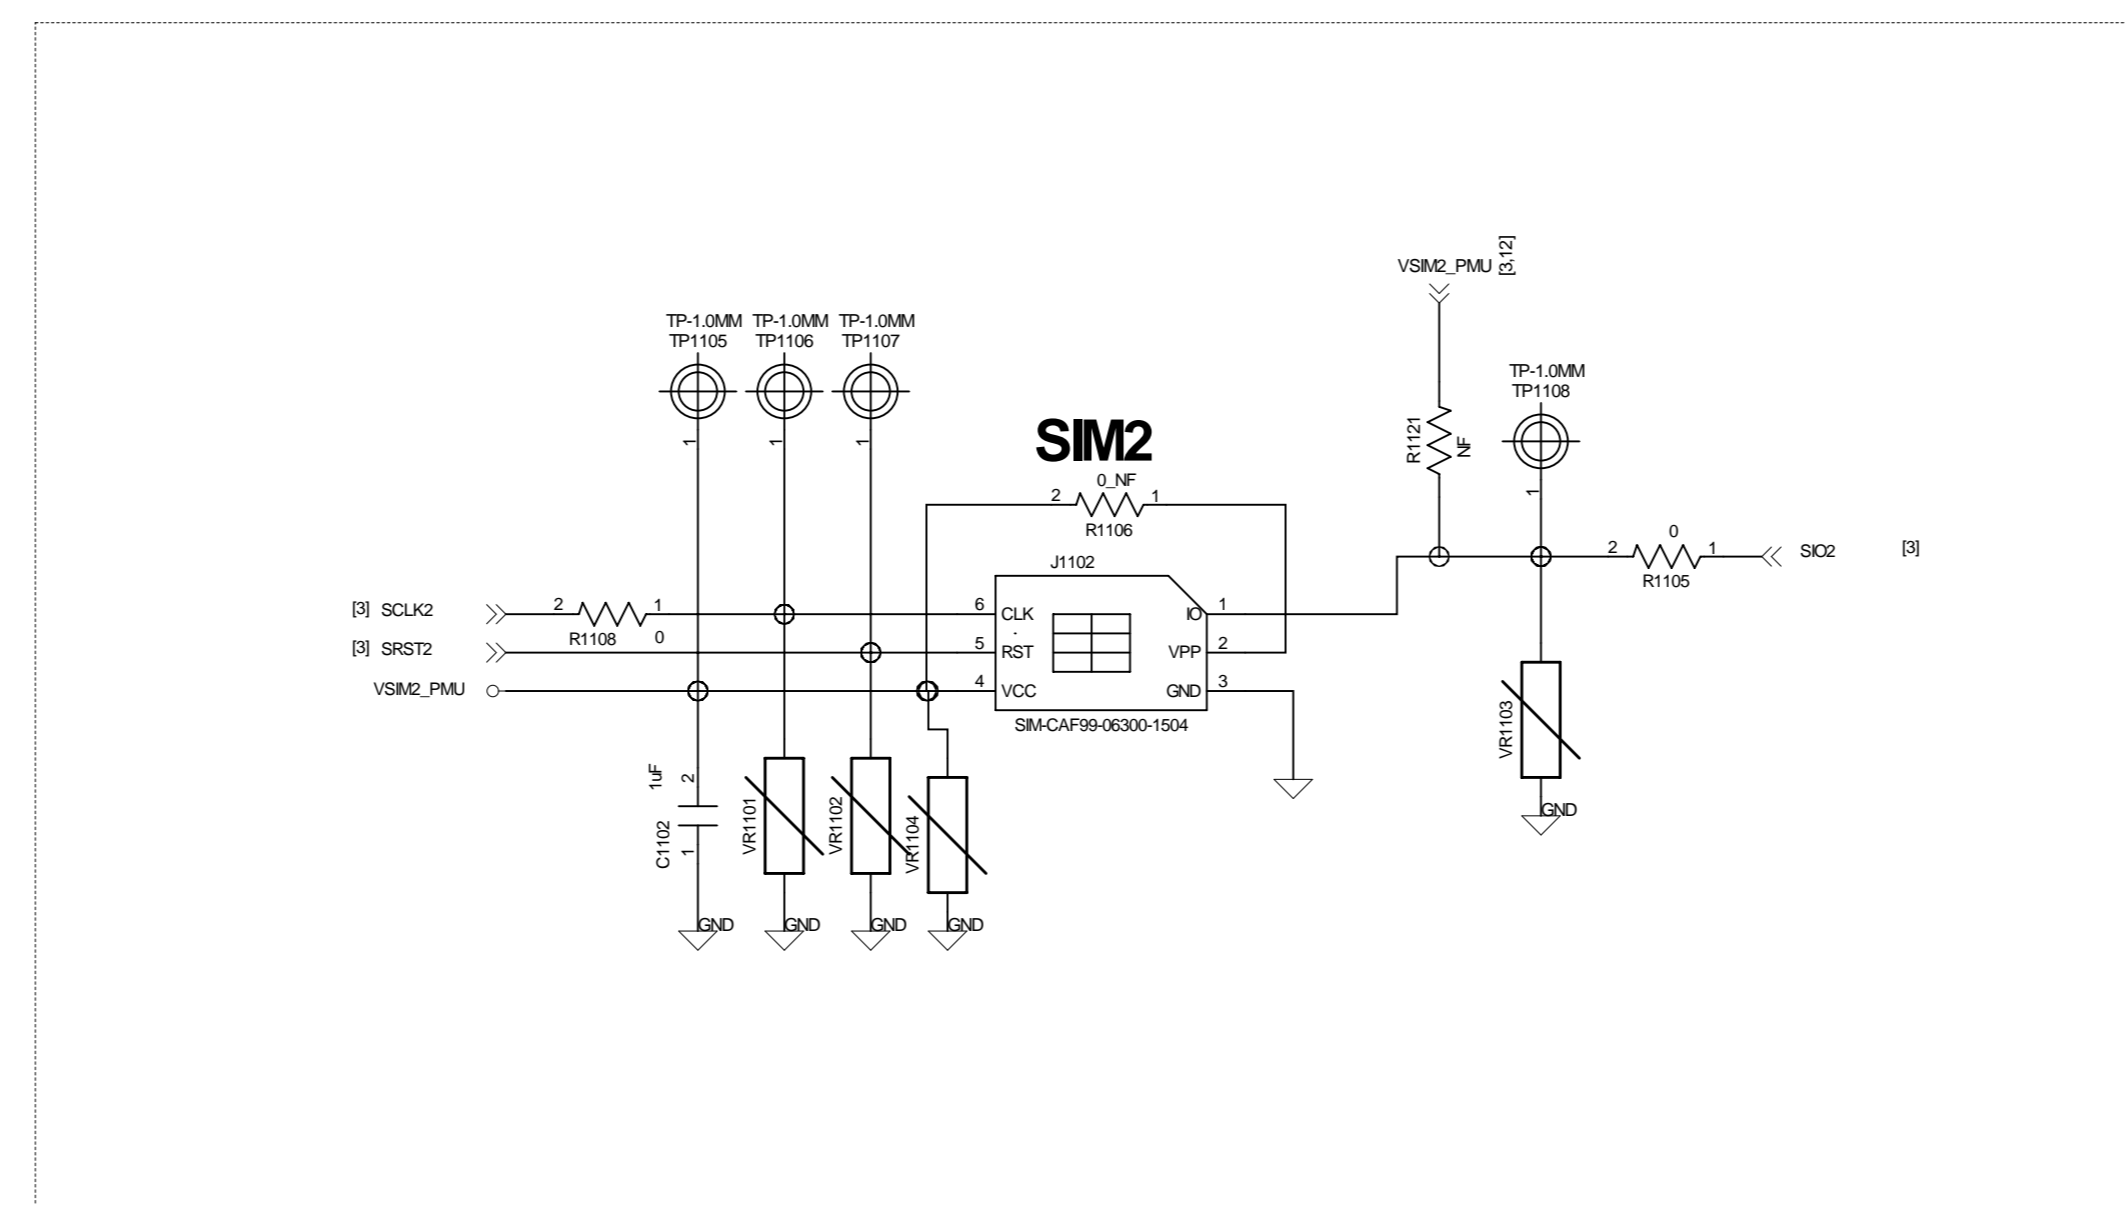 VSIM2_PMU [3,12]
TP-1.0MM TP-1.0MM TP-1.0MM
TP1105 TP1106 TP1107
1 1 1
TP-1.0MM
TP1108
1
R1121
NF
SIM2
0_NF
2 1
R1106
J1102
0
2 1
R1105
SIO2 [3]
[3] SCLK2
2 1
R1108 0
6 CLK
IO 1
[3] SRST2
5 RST
VPP 2
VSIM2_PMU
4 VCC
GND 3
SIM-CAF99-06300-1504
1uF
2
C1102
1
VR1101
VR1102
VR1104
VR1103
GND
GND GND GND GND